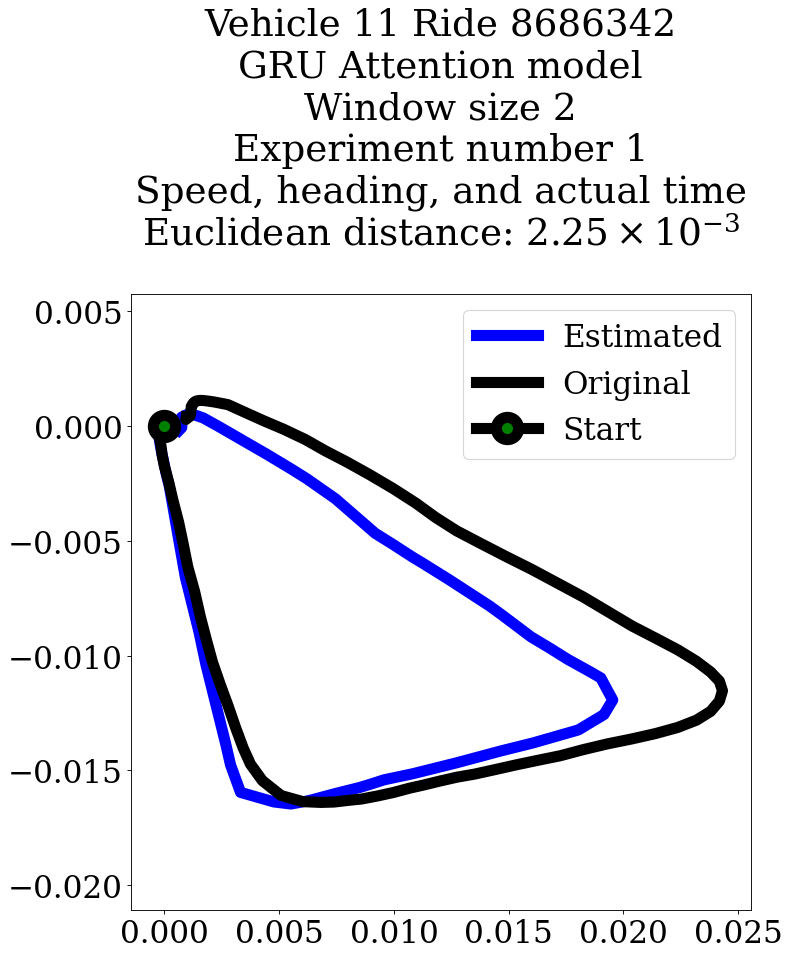 Vehicle 11 Ride 8686342
GRU Attention model
Window size 2
Experiment number 1
Speed, heading, and actual time
Euclidean distance: 2.25 × 10⁻³
Estimated
Original
Start
0.005
0.000
−0.005
−0.010
−0.015
−0.020
0.000 0.005 0.010 0.015 0.020 0.025